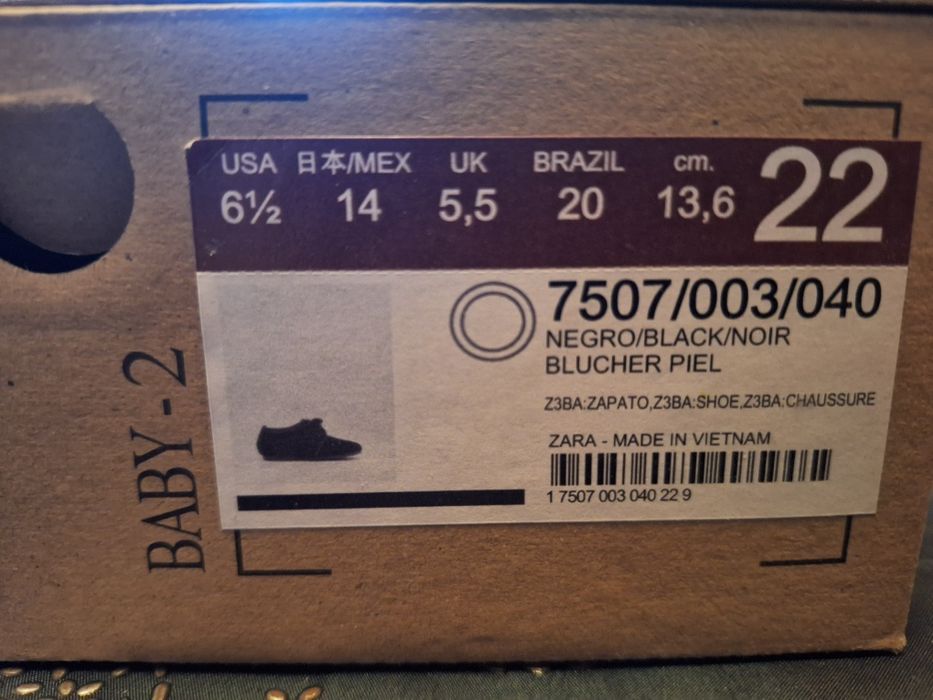 USA 日本/MEX UK BRAZIL cm. 22
6½ 14 5,5 20 13,6
7507/003/040
NEGRO/BLACK/NOIR
BLUCHER PIEL
Z3BA:ZAPATO,Z3BA:SHOE,Z3BA:CHAUSSURE
ZARA - MADE IN VIETNAM
1 7507 003 040 22 9
BABY - 2